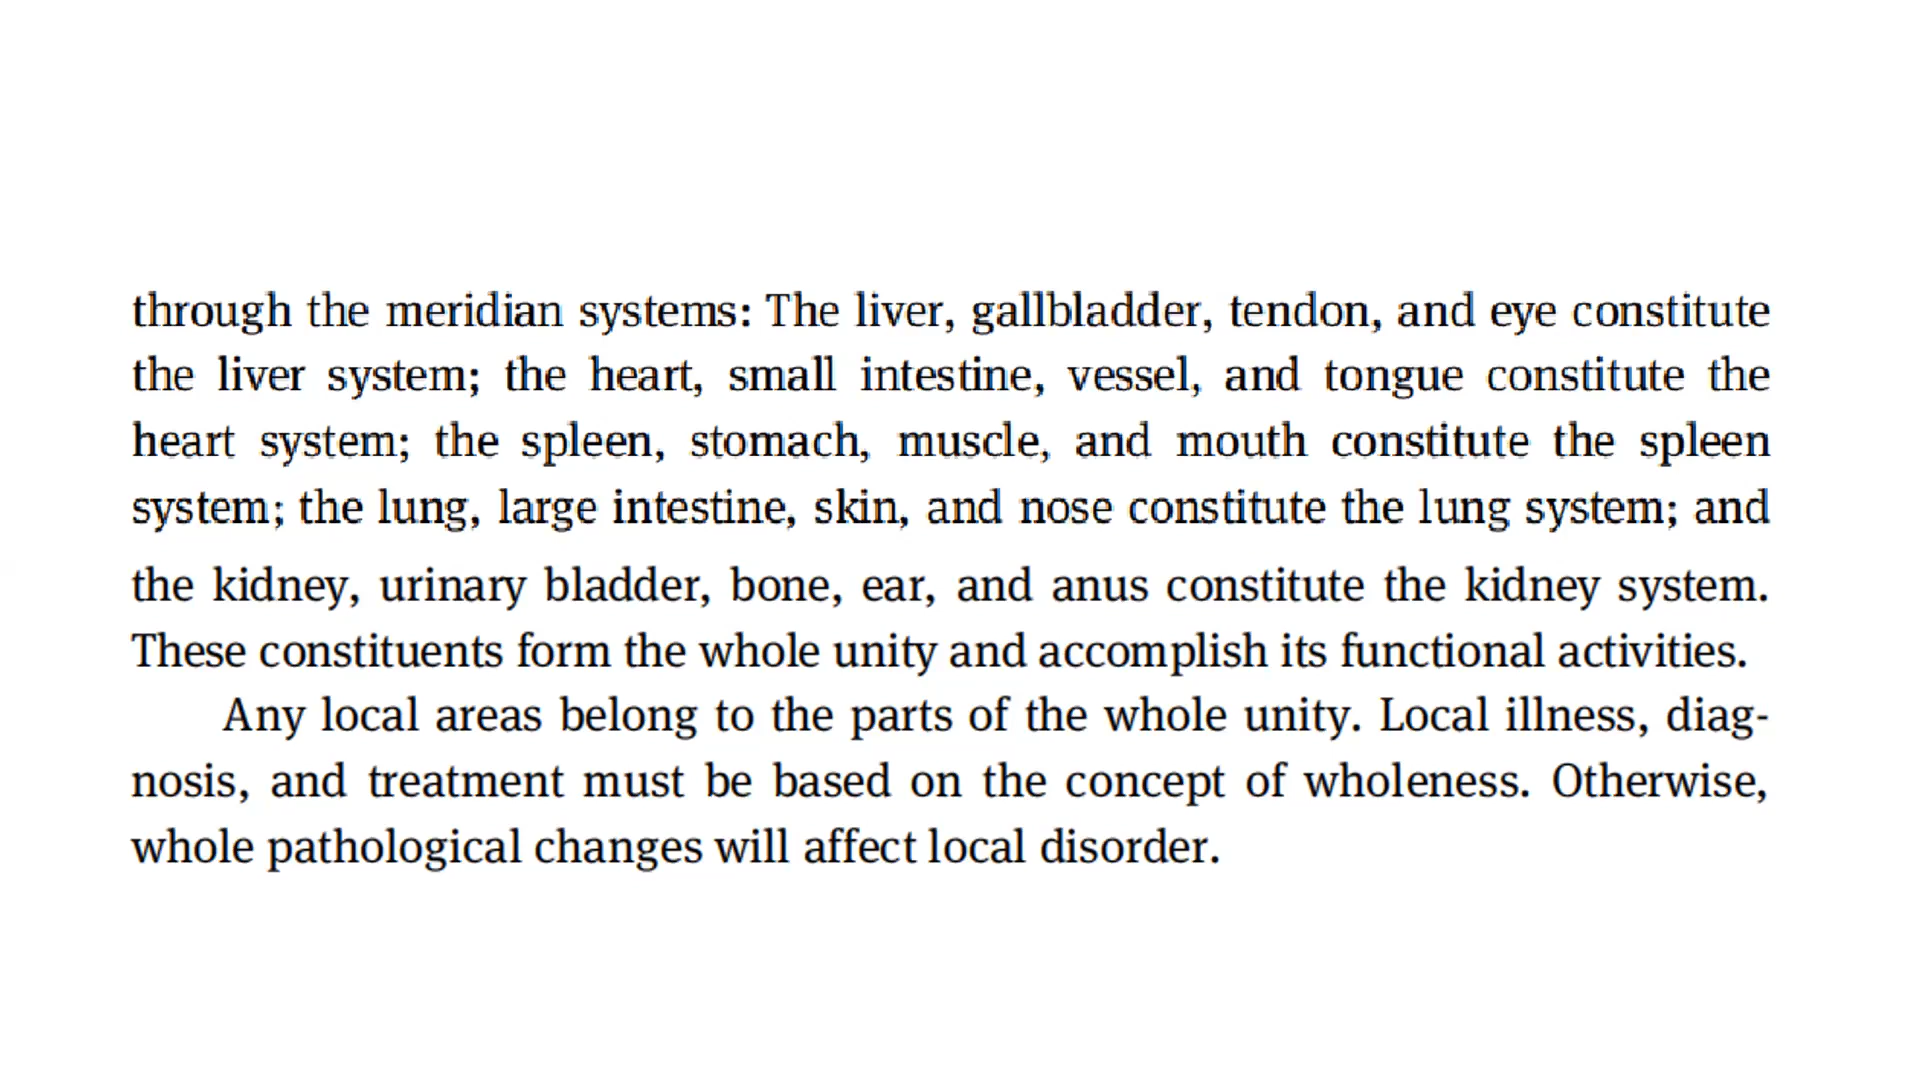 through the meridian systems: The liver, gallbladder, tendon, and eye constitute
the liver system; the heart, small intestine, vessel, and tongue constitute the
heart system; the spleen, stomach, muscle, and mouth constitute the spleen
system; the lung, large intestine, skin, and nose constitute the lung system; and
the kidney, urinary bladder, bone, ear, and anus constitute the kidney system.
These constituents form the whole unity and accomplish its functional activities.
Any local areas belong to the parts of the whole unity. Local illness, diag-
nosis, and treatment must be based on the concept of wholeness. Otherwise,
whole pathological changes will affect local disorder.